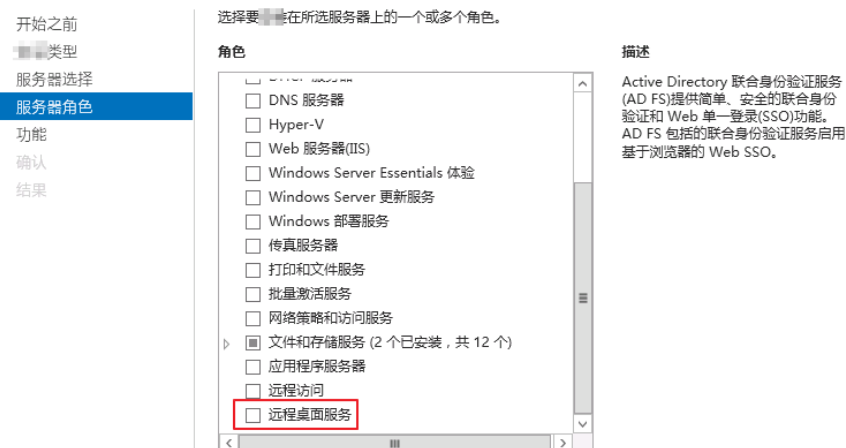 开始之前
类型
服务器选择
服务器角色
功能
确认
结果
选择要在所选服务器上的一个或多个角色。
角色
DNS 服务器
Hyper-V
Web 服务器(IIS)
Windows Server Essentials 体验
Windows Server 更新服务
Windows 部署服务
传真服务器
打印和文件服务
批量激活服务
网络策略和访问服务
文件和存储服务 (2 个已安装，共 12 个)
应用程序服务器
远程访问
远程桌面服务
描述
Active Directory 联合身份验证服务
(AD FS)提供简单、安全的联合身份
验证和 Web 单一登录(SSO)功能。
AD FS 包括的联合身份验证服务启用
基于浏览器的 Web SSO。